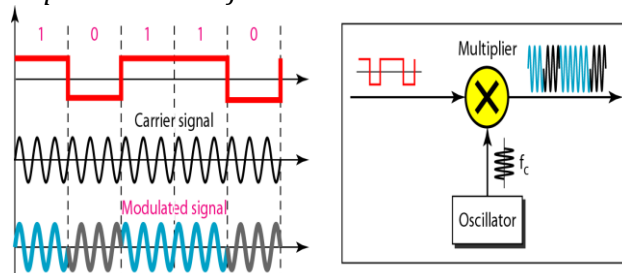 1 0 1 1 0
Carrier signal
Modulated signal
Multiplier
fc
Oscillator